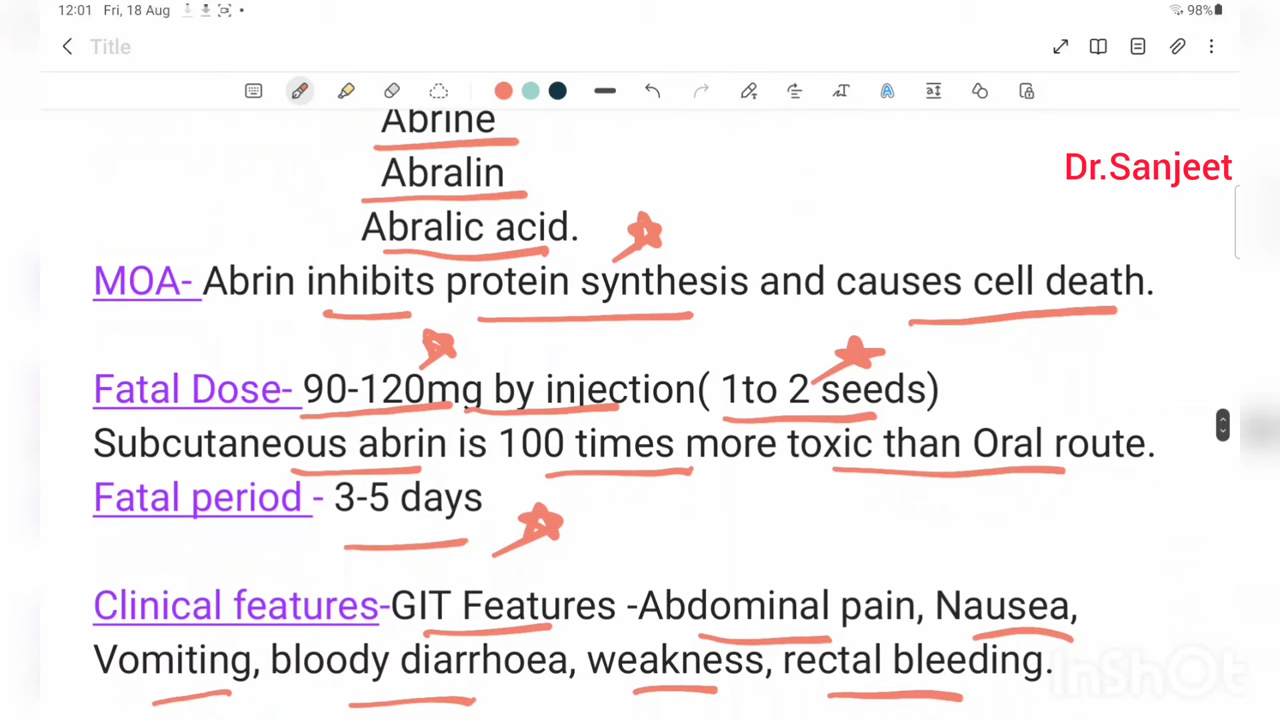 12:01 Fri, 18 Aug
98%
Title
Abrine
Dr.Sanjeet
Abralin
Abralic acid.
MOA- Abrin inhibits protein synthesis and causes cell death.
Fatal Dose- 90-120mg by injection( 1to 2 seeds)
Subcutaneous abrin is 100 times more toxic than Oral route.
Fatal period - 3-5 days
Clinical features-GIT Features -Abdominal pain, Nausea,
Vomiting, bloody diarrhoea, weakness, rectal bleeding.
InShOt